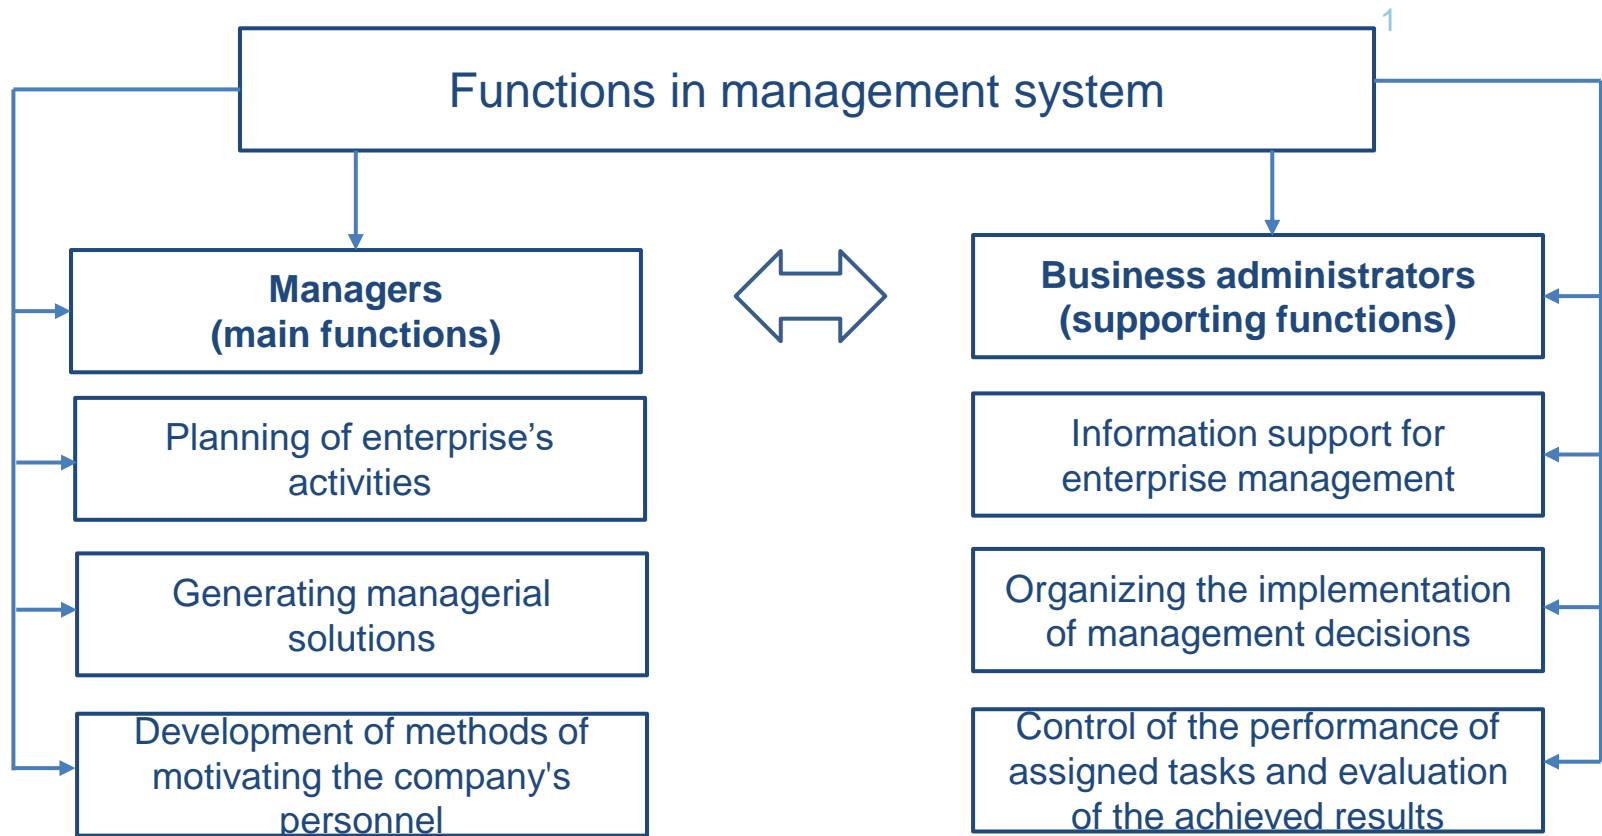 1
Functions in management system
Managers
(main functions)
Business administrators
(supporting functions)
Planning of enterprise’s
activities
Information support for
enterprise management
Generating managerial
solutions
Organizing the implementation
of management decisions
Development of methods of
motivating the company's
personnel
Control of the performance of
assigned tasks and evaluation
of the achieved results